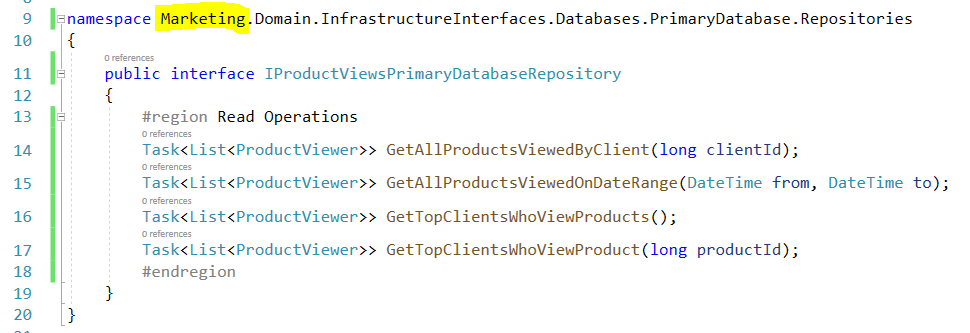 9 namespace Marketing.Domain.InfrastructureInterfaces.Databases.PrimaryDatabase.Repositories
10 {
0 references
11 public interface IProductViewsPrimaryDatabaseRepository
12 {
13 #region Read Operations
0 references
14 Task<List<ProductViewer>> GetAllProductsViewedByClient(long clientId);
0 references
15 Task<List<ProductViewer>> GetAllProductsViewedOnDateRange(DateTime from, DateTime to);
0 references
16 Task<List<ProductViewer>> GetTopClientsWhoViewProducts();
0 references
17 Task<List<ProductViewer>> GetTopClientsWhoViewProduct(long productId);
18 #endregion
19 }
20 }